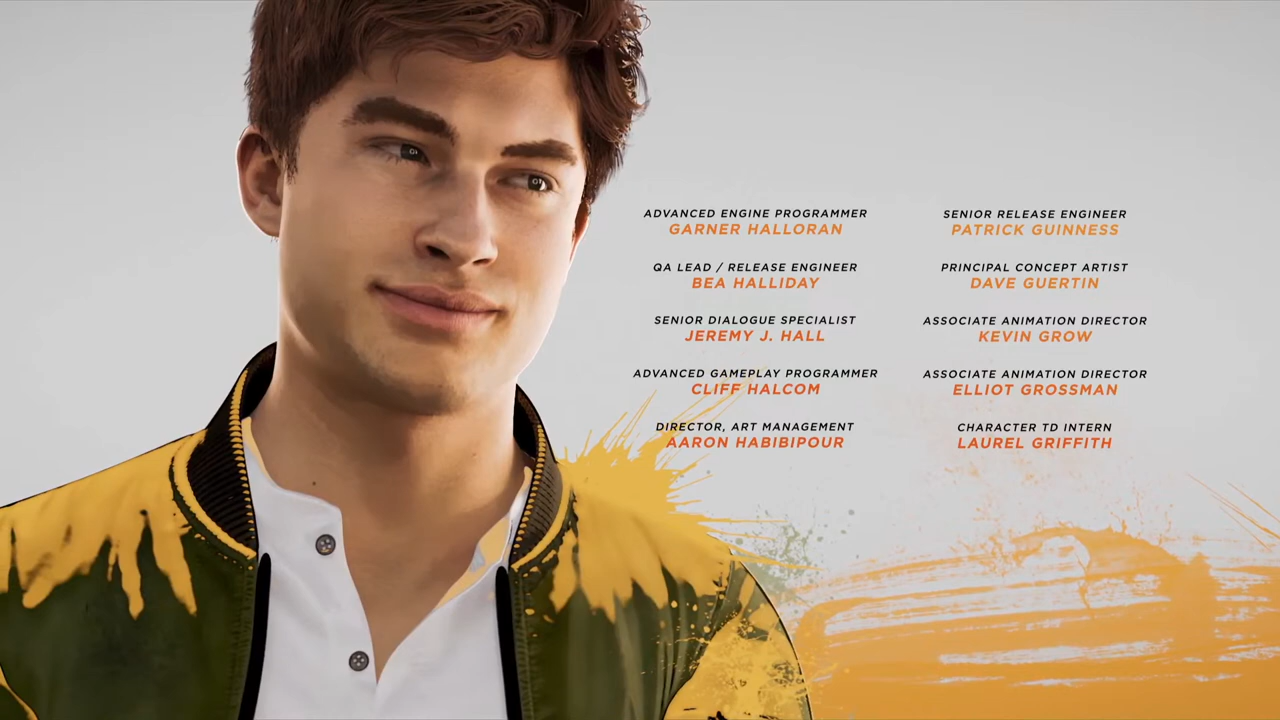 ADVANCED ENGINE PROGRAMMER
GARNER HALLORAN
QA LEAD / RELEASE ENGINEER
BEA HALLIDAY
SENIOR DIALOGUE SPECIALIST
JEREMY J. HALL
ADVANCED GAMEPLAY PROGRAMMER
CLIFF HALCOM
DIRECTOR, ART MANAGEMENT
AARON HABIBIPOUR
SENIOR RELEASE ENGINEER
PATRICK GUINNESS
PRINCIPAL CONCEPT ARTIST
DAVE GUERTIN
ASSOCIATE ANIMATION DIRECTOR
KEVIN GROW
ASSOCIATE ANIMATION DIRECTOR
ELLIOT GROSSMAN
CHARACTER TD INTERN
LAUREL GRIFFITH